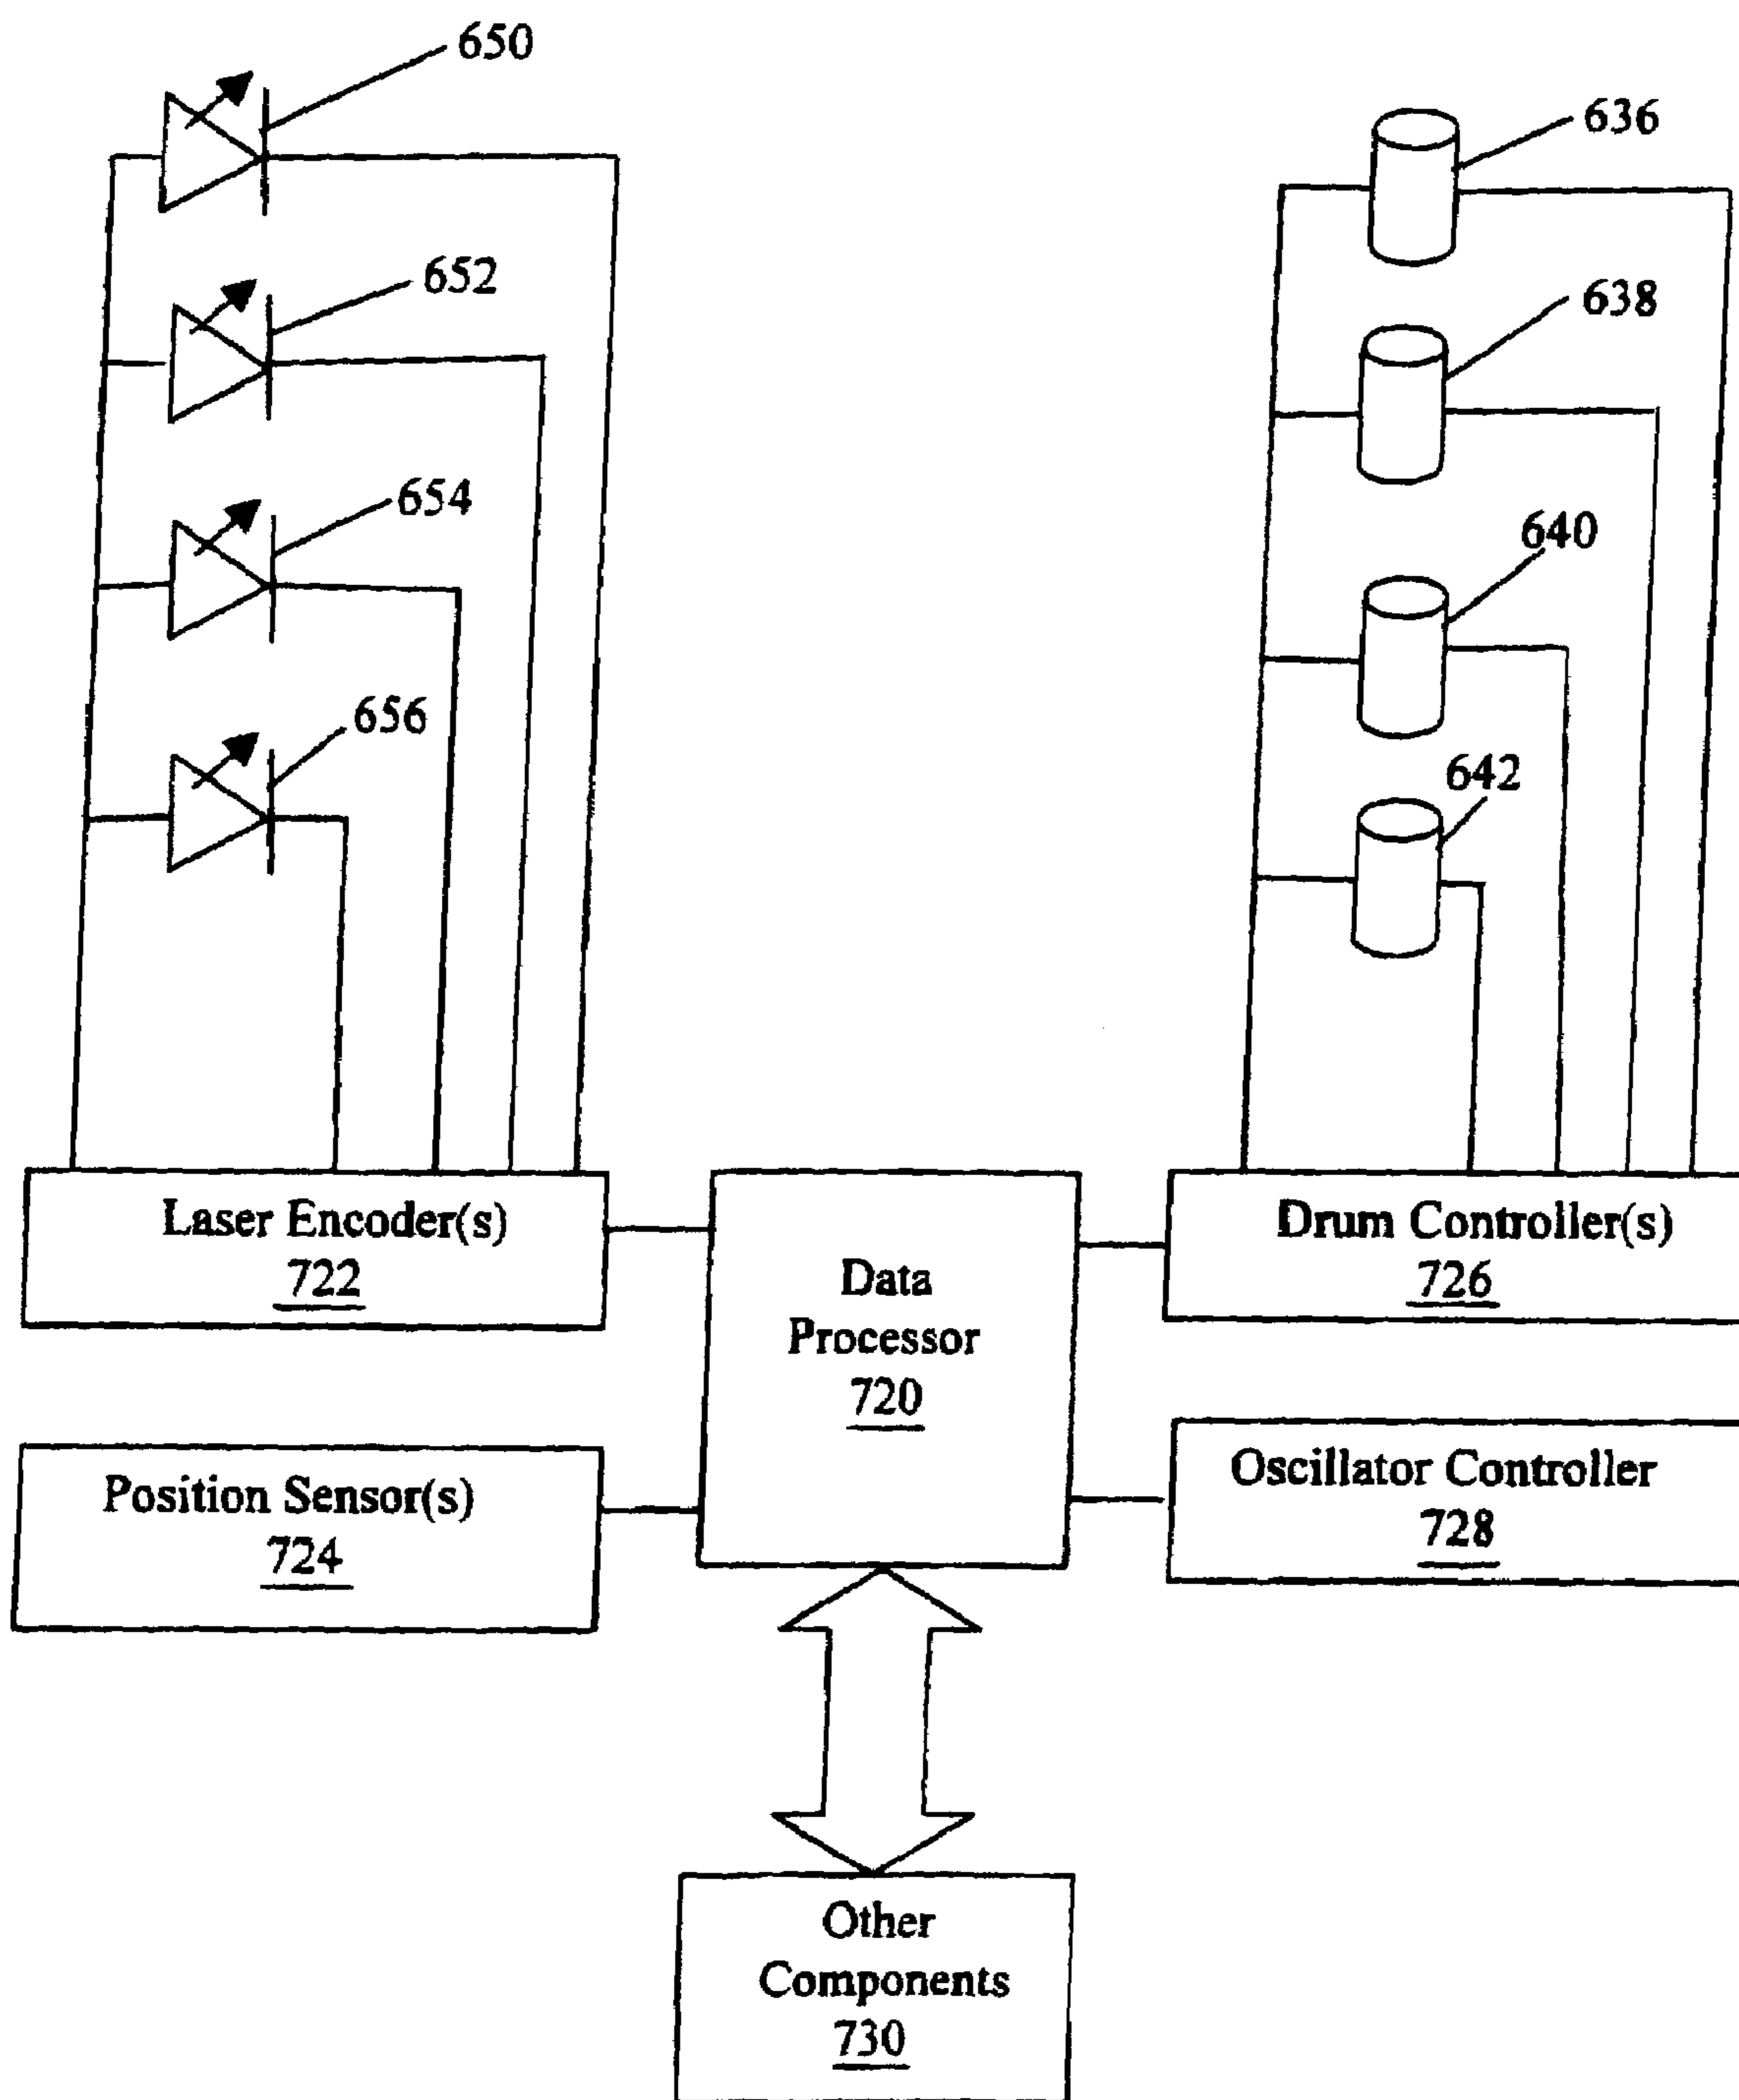 650
636
652
638
654
640
656
642
Laser Encoder(s)
722
Drum Controller(s)
726
Data
Processor
720
Position Sensor(s)
724
Oscillator Controller
728
Other
Components
730